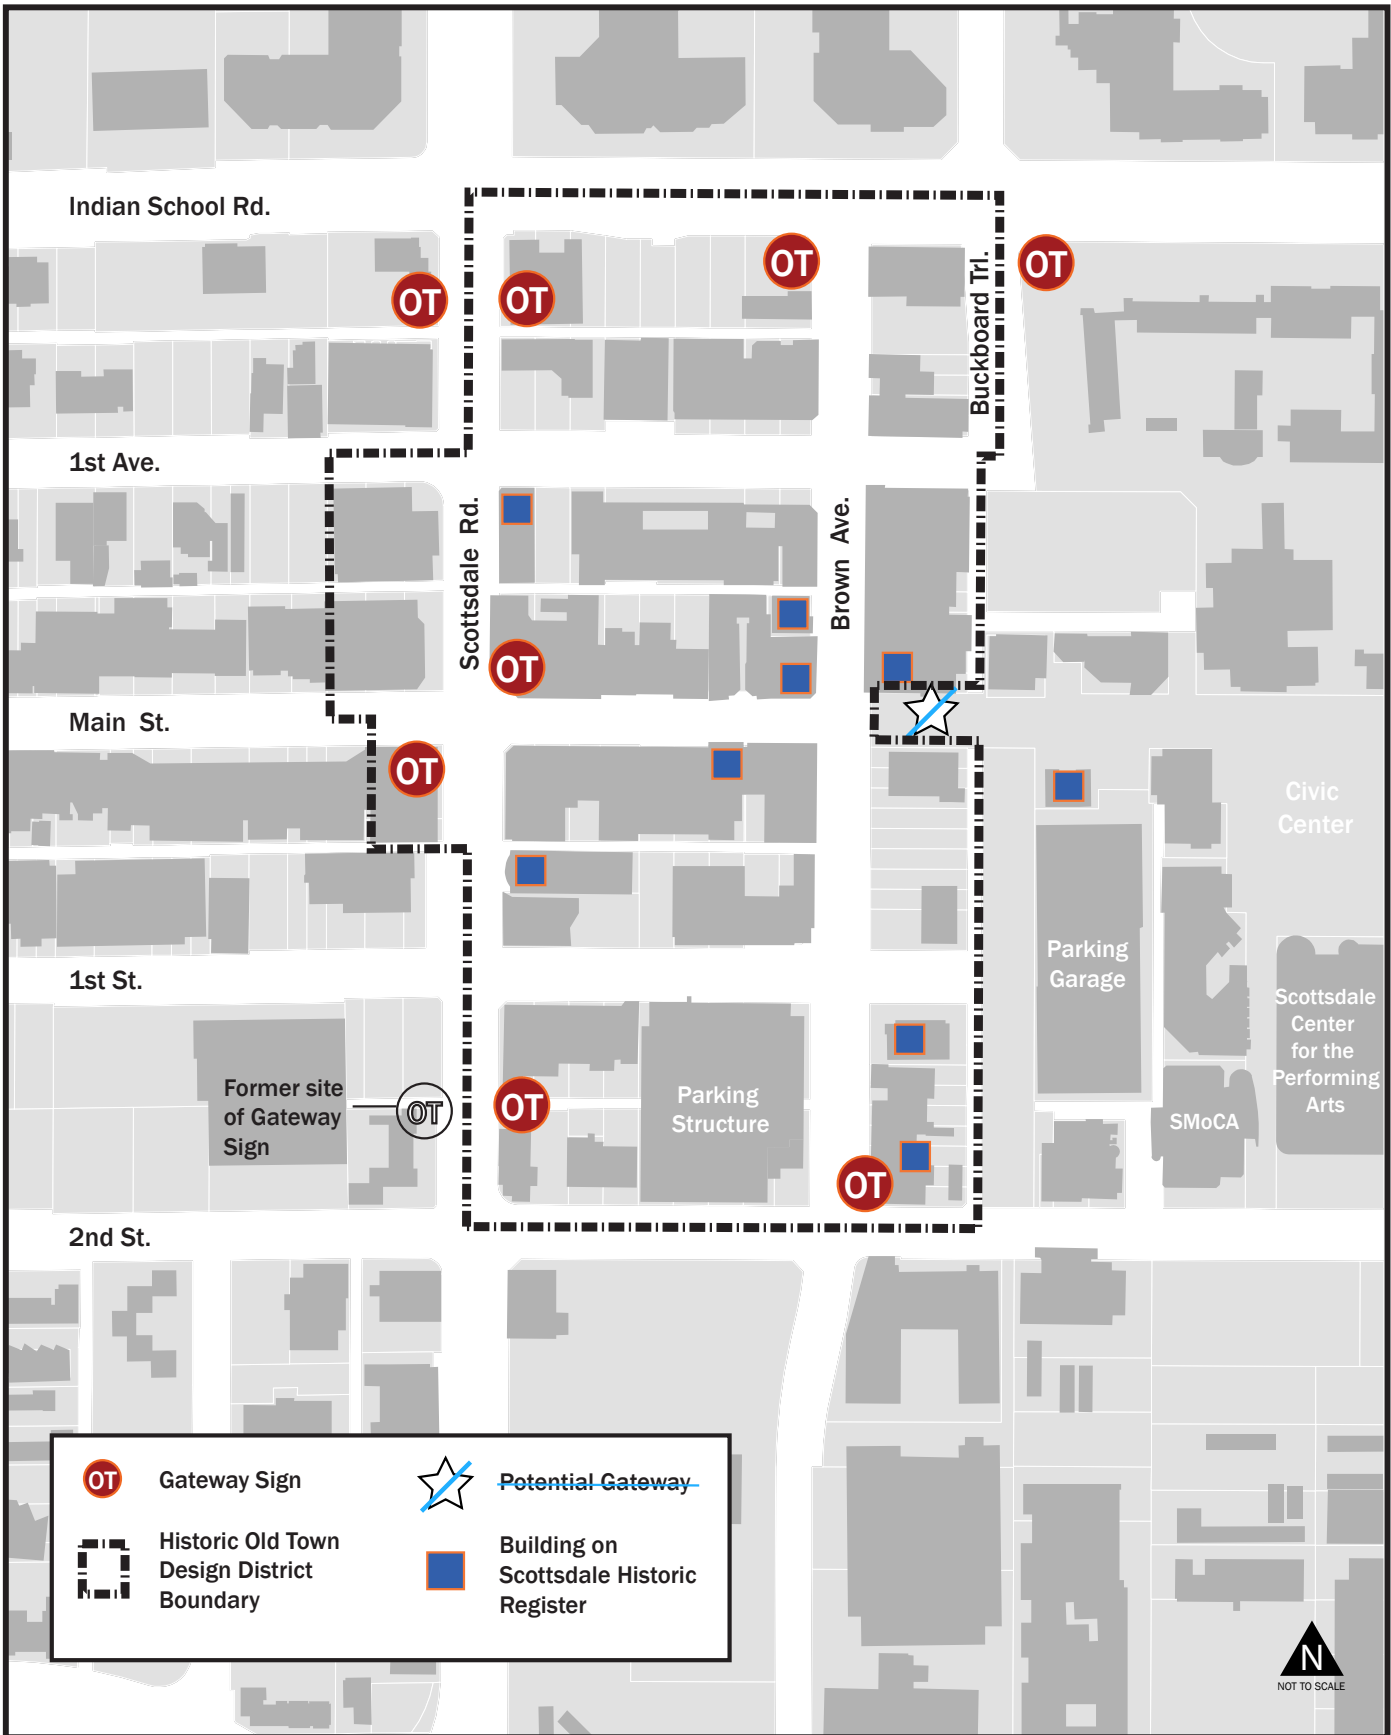 Indian School Rd.
OT
OT
OT
OT
Buckboard Trl.
1st Ave.
Scottsdale Rd.
Brown Ave.
OT
Main St.
OT
Civic
Center
Parking
Garage
1st St.
Scottsdale
Center
for the
Performing
Arts
Former site
of Gateway
Sign
OT
OT
Parking
Structure
SMoCA
OT
2nd St.
OT
Gateway Sign
Potential Gateway
Historic Old Town
Design District
Boundary
Building on
Scottsdale Historic
Register
N
NOT TO SCALE